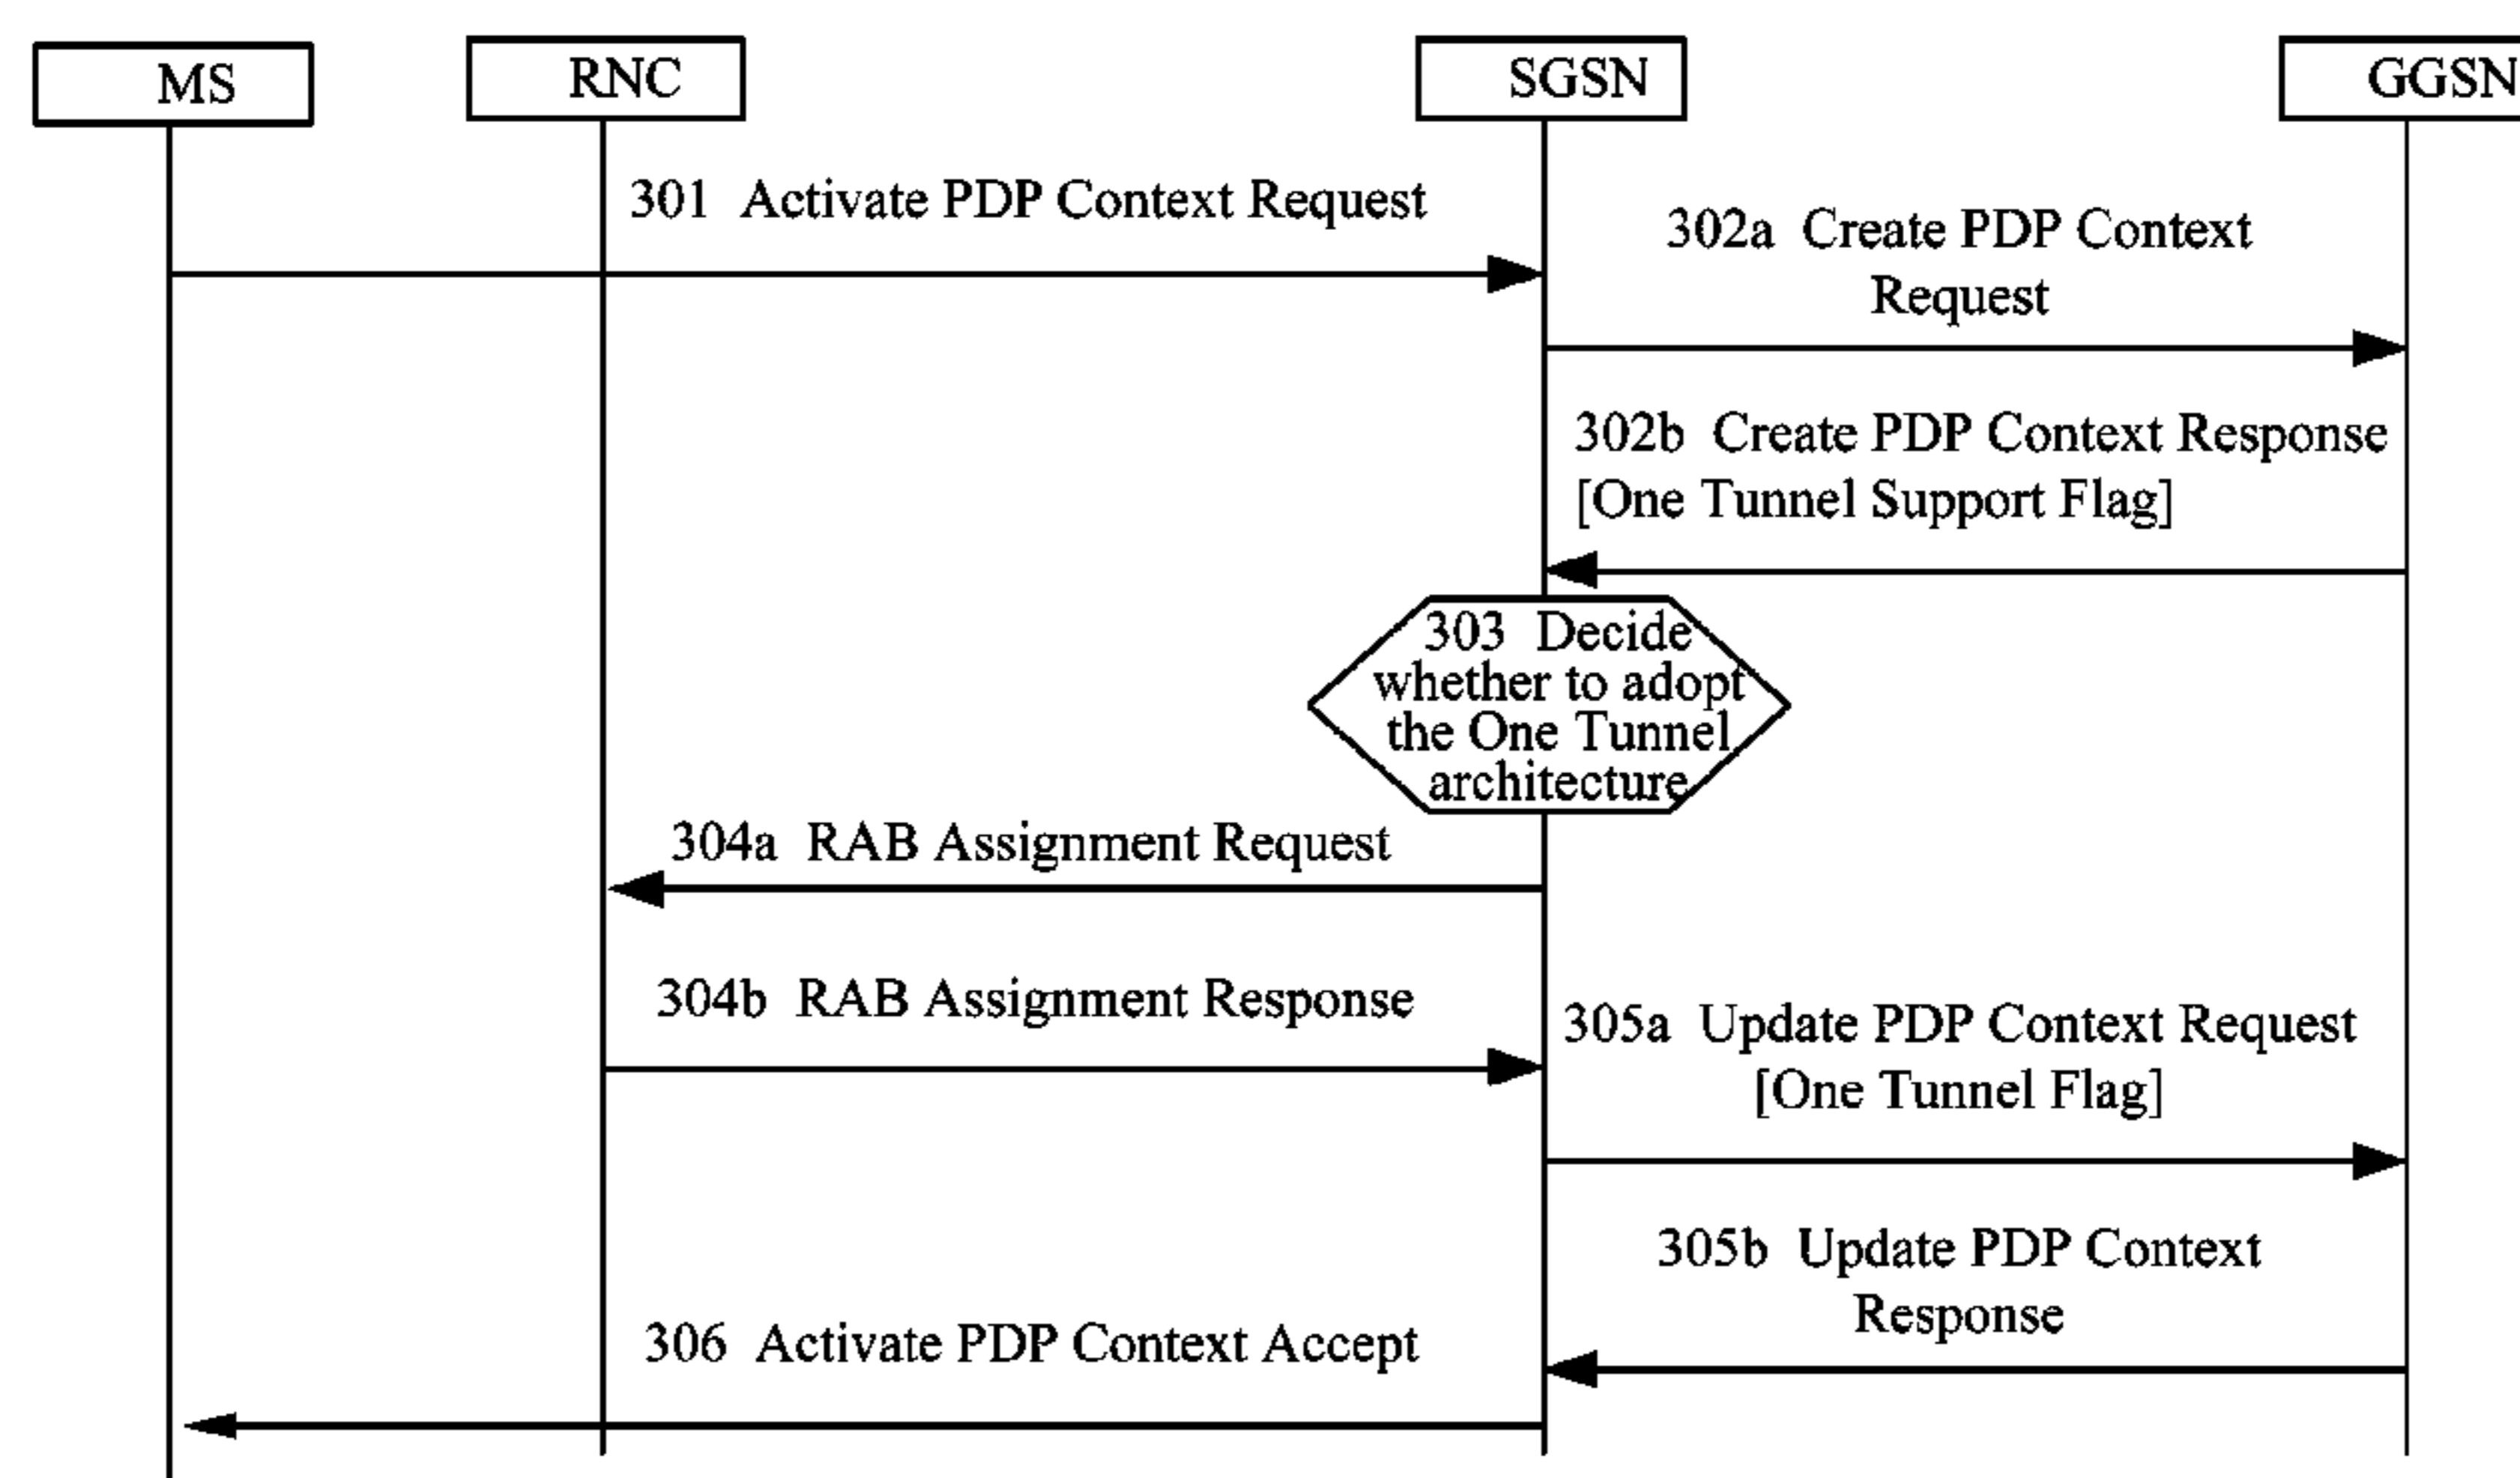 MS
RNC
SGSN
GGSN
301 Activate PDP Context Request
302a Create PDP Context
Request
302b Create PDP Context Response
[One Tunnel Support Flag]
303 Decide
whether to adopt
the One Tunnel
architecture
304a RAB Assignment Request
304b RAB Assignment Response
305a Update PDP Context Request
[One Tunnel Flag]
305b Update PDP Context
Response
306 Activate PDP Context Accept